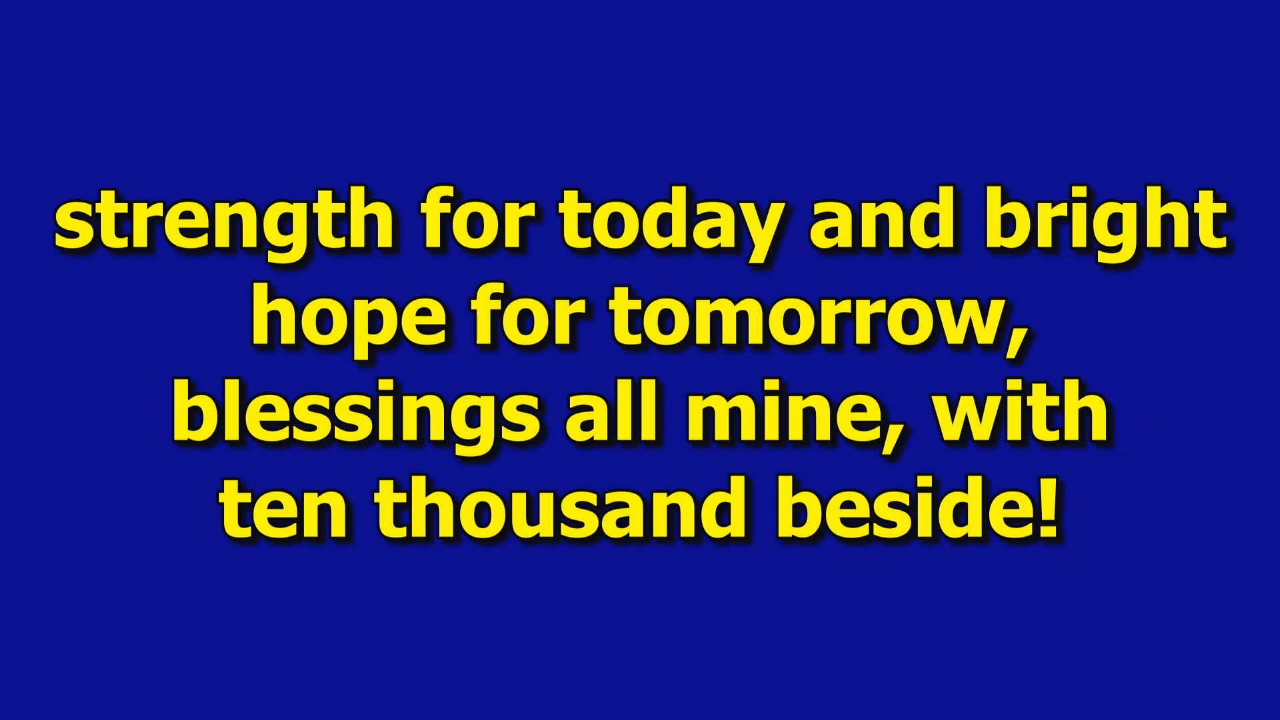 strength for today and bright
hope for tomorrow,
blessings all mine, with
ten thousand beside!